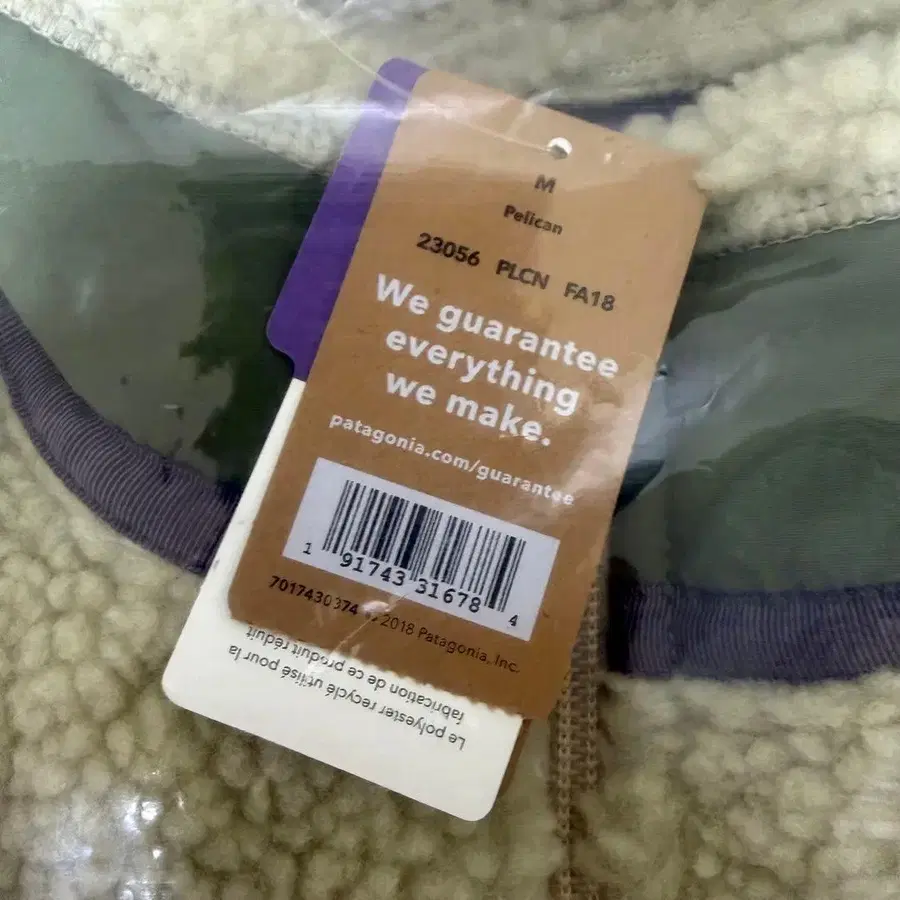 M
Pelican
23056 PLCN FA18
We guarantee
everything
we make.
patagonia.com/guarantee
1 91743 31678 4
7017430374 © 2018 Patagonia, Inc.
Le polyester recyclé utilisé pour la
fabrication de ce produit réduit